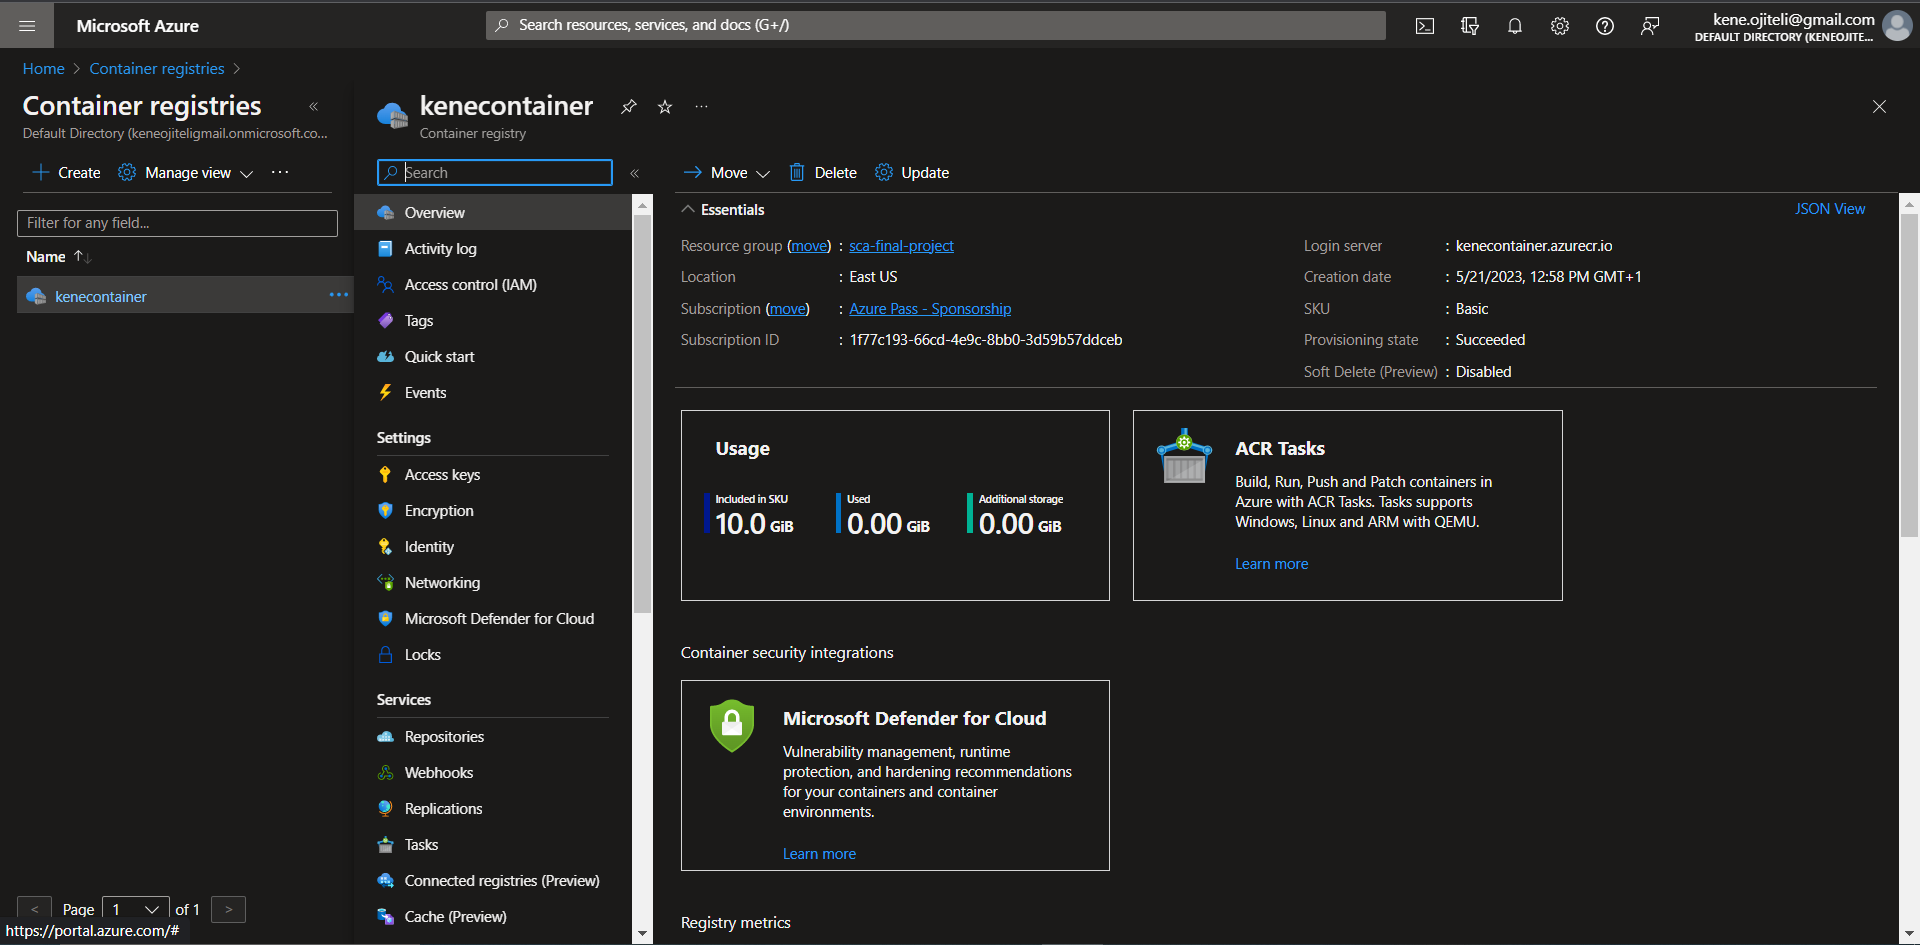 Microsoft Azure
Search resources, services, and docs (G+/)
kene.ojiteli@gmail.com
DEFAULT DIRECTORY (KENEOJITE...
Home > Container registries >
Container registries «
Default Directory (keneojiteligmail.onmicrosoft.co...
+ Create Manage view ...
Filter for any field...
Name ↑↓
kenecontainer ...
< Page 1 of 1 >
https://portal.azure.com/#
kenecontainer ...
Container registry
Search «
Overview
Activity log
Access control (IAM)
Tags
Quick start
Events
Settings
Access keys
Encryption
Identity
Networking
Microsoft Defender for Cloud
Locks
Services
Repositories
Webhooks
Replications
Tasks
Connected registries (Preview)
Cache (Preview)
Move Delete Update
Essentials JSON View
Resource group (move) : sca-final-project
Location : East US
Subscription (move) : Azure Pass - Sponsorship
Subscription ID : 1f77c193-66cd-4e9c-8bb0-3d59b57ddceb
Login server : kenecontainer.azurecr.io
Creation date : 5/21/2023, 12:58 PM GMT+1
SKU : Basic
Provisioning state : Succeeded
Soft Delete (Preview) : Disabled
Usage
Included in SKU
10.0 GiB
Used
0.00 GiB
Additional storage
0.00 GiB
ACR Tasks
Build, Run, Push and Patch containers in
Azure with ACR Tasks. Tasks supports
Windows, Linux and ARM with QEMU.
Learn more
Container security integrations
Microsoft Defender for Cloud
Vulnerability management, runtime
protection, and hardening recommendations
for your containers and container
environments.
Learn more
Registry metrics